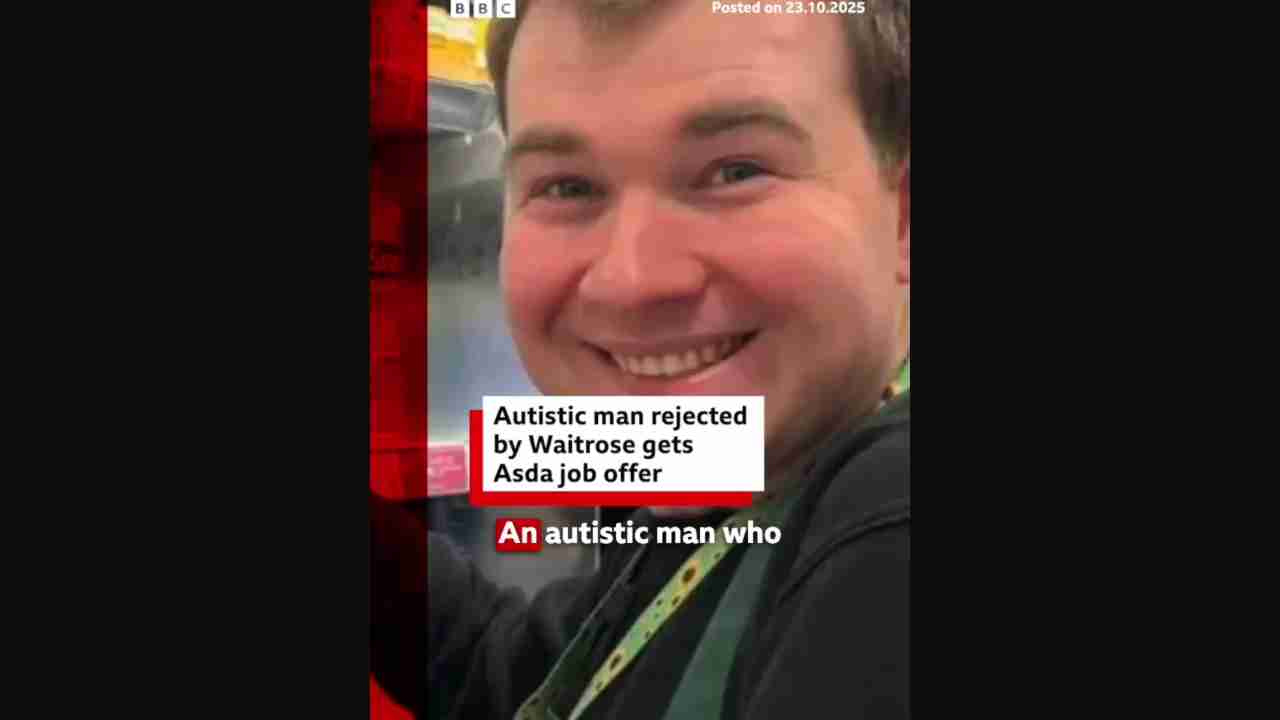 BBC
Posted on 23.10.2025
Autistic man rejected
by Waitrose gets
Asda job offer
An autistic man who